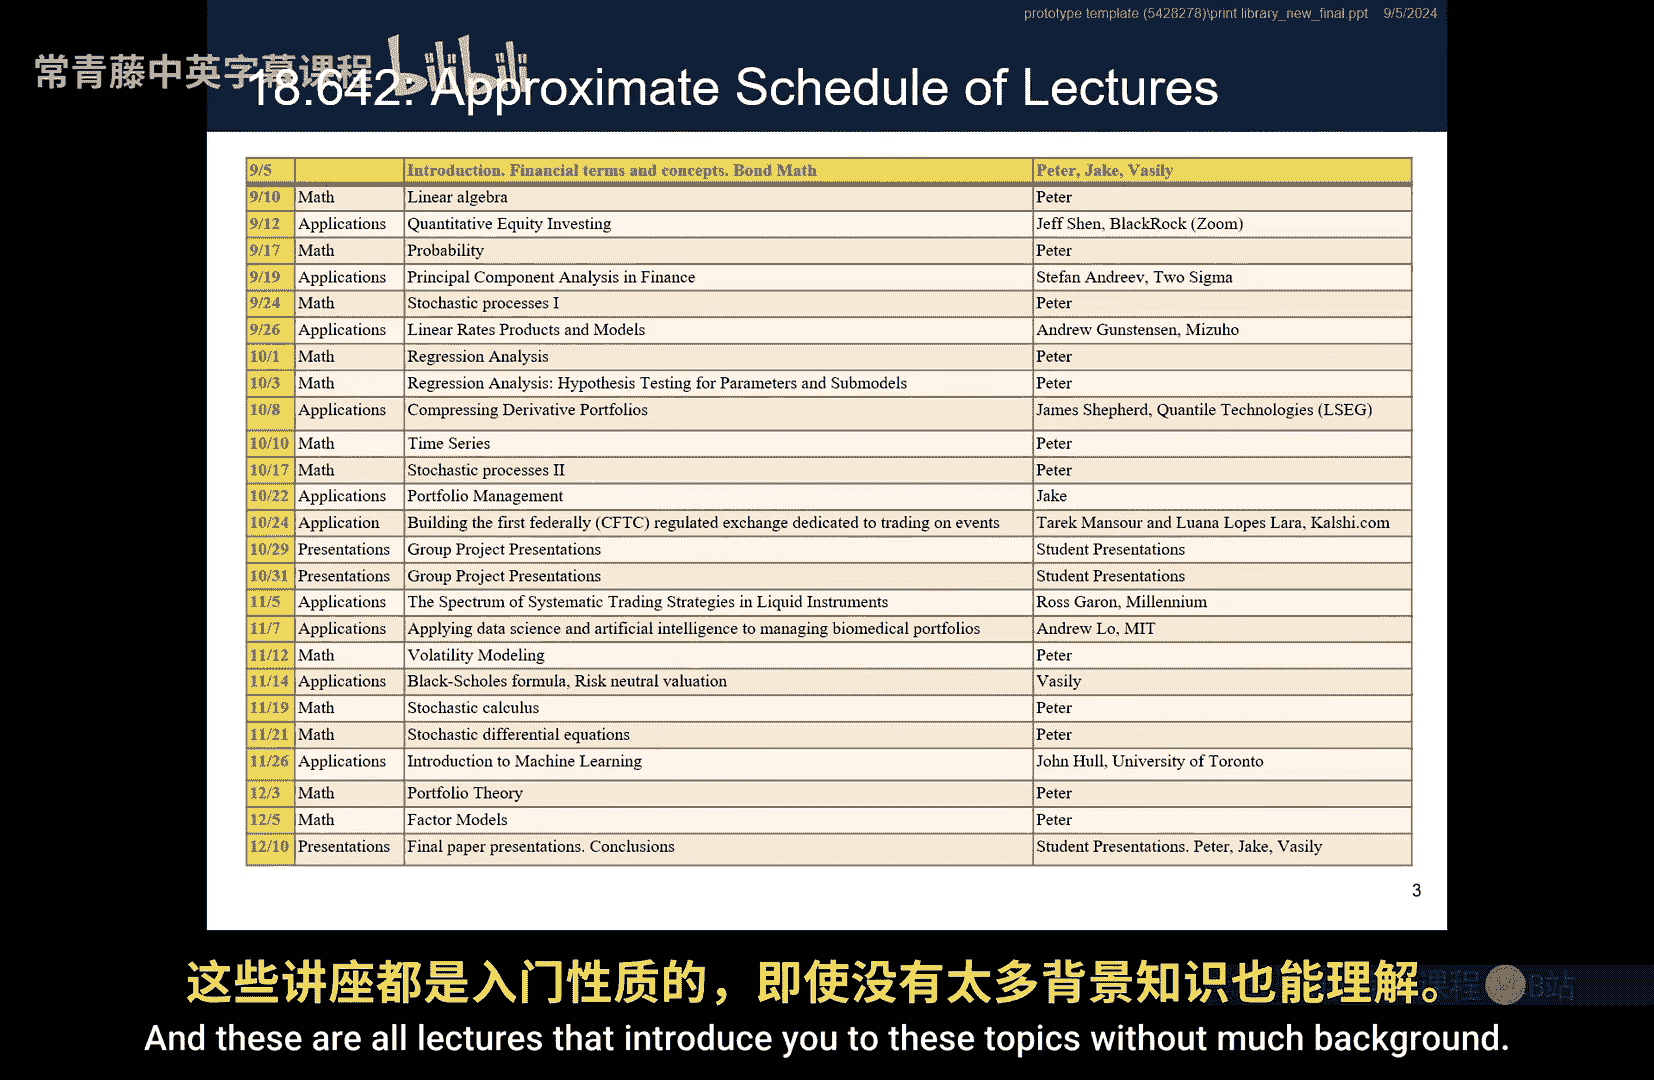 prototype template (5428278)\print library_new_final.ppt 9/5/2024
常青藤中英字幕课程 bilibili
18.642: Approximate Schedule of Lectures
9/5 Introduction. Financial terms and concepts. Bond Math Peter, Jake, Vasily
9/10 Math Linear algebra Peter
9/12 Applications Quantitative Equity Investing Jeff Shen, BlackRock (Zoom)
9/17 Math Probability Peter
9/19 Applications Principal Component Analysis in Finance Stefan Andreev, Two Sigma
9/24 Math Stochastic processes I Peter
9/26 Applications Linear Rates Products and Models Andrew Gunstensen, Mizuho
10/1 Math Regression Analysis Peter
10/3 Math Regression Analysis: Hypothesis Testing for Parameters and Submodels Peter
10/8 Applications Compressing Derivative Portfolios James Shepherd, Quantile Technologies (LSEG)
10/10 Math Time Series Peter
10/17 Math Stochastic processes II Peter
10/22 Applications Portfolio Management Jake
10/24 Application Building the first federally (CFTC) regulated exchange dedicated to trading on events Tarek Mansour and Luana Lopes Lara, Kalshi.com
10/29 Presentations Group Project Presentations Student Presentations
10/31 Presentations Group Project Presentations Student Presentations
11/5 Applications The Spectrum of Systematic Trading Strategies in Liquid Instruments Ross Garon, Millennium
11/7 Applications Applying data science and artificial intelligence to managing biomedical portfolios Andrew Lo, MIT
11/12 Math Volatility Modeling Peter
11/14 Applications Black-Scholes formula, Risk neutral valuation Vasily
11/19 Math Stochastic calculus Peter
11/21 Math Stochastic differential equations Peter
11/26 Applications Introduction to Machine Learning John Hull, University of Toronto
12/3 Math Portfolio Theory Peter
12/5 Math Factor Models Peter
12/10 Presentations Final paper presentations. Conclusions Student Presentations. Peter, Jake, Vasily
3
这些讲座都是入门性质的，即使没有太多背景知识也能理解。
课程 B站
And these are all lectures that introduce you to these topics without much background.